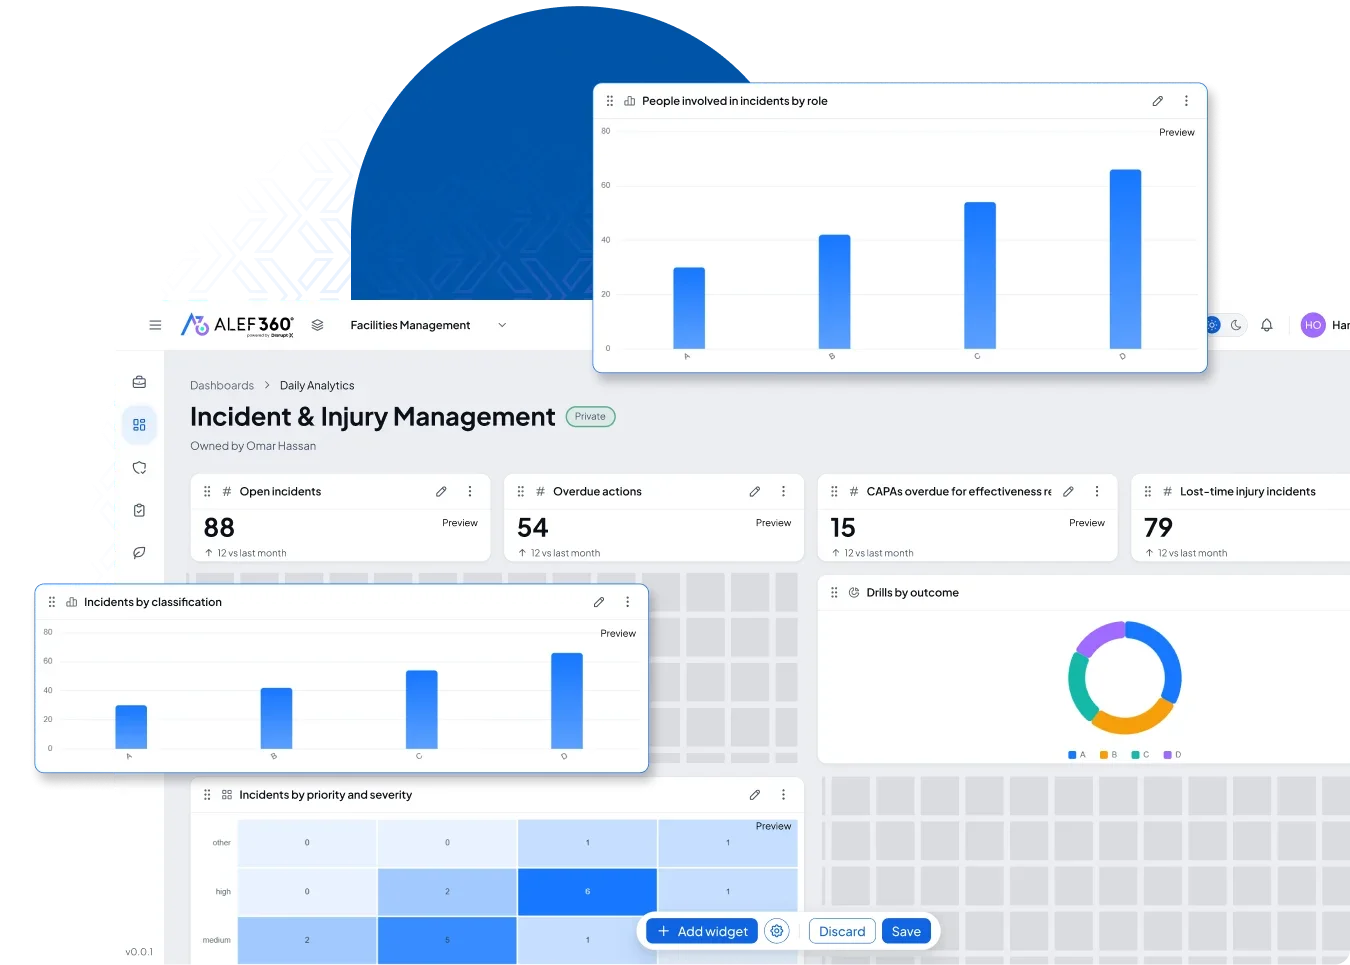 People involved in incidents by role
Preview
80
60
40
20
0
A
B
C
D
ALEF360°
powered by Disrupt-X
Facilities Management
HO
Har
Dashboards > Daily Analytics
Incident & Injury Management
Private
Owned by Omar Hassan
# Open incidents
88
Preview
↑ 12 vs last month
# Overdue actions
54
Preview
↑ 12 vs last month
# CAPAs overdue for effectiveness re
15
Preview
↑ 12 vs last month
# Lost-time injury incidents
79
↑ 12 vs last month
Incidents by classification
Preview
80
60
40
20
0
A
B
C
D
Drills by outcome
A B C D
Incidents by priority and severity
Preview
other 0 0 1 1
high 0 2 6 1
medium 2 5 1
+ Add widget
Discard
Save
v0.0.1